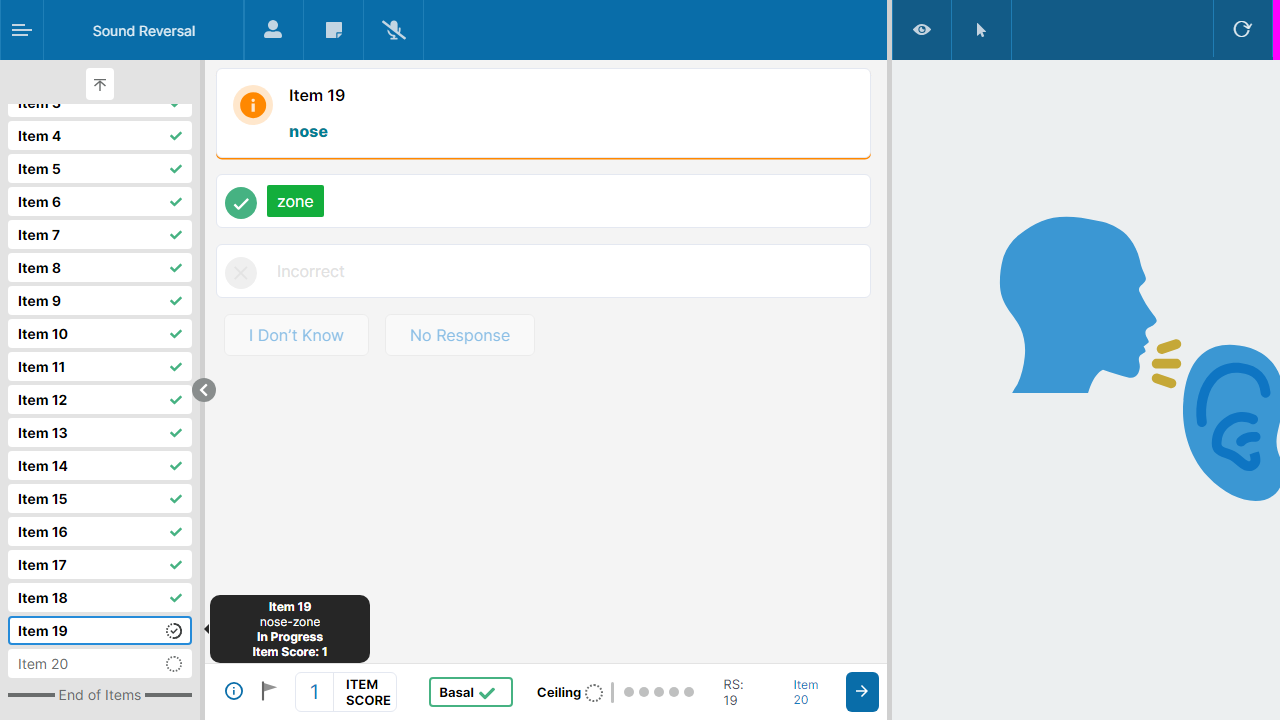 Sound Reversal
Item 3
Item 4
Item 5
Item 6
Item 7
Item 8
Item 9
Item 10
Item 11
Item 12
Item 13
Item 14
Item 15
Item 16
Item 17
Item 18
Item 19
Item 20
End of Items
Item 19
nose
zone
Incorrect
I Don't Know
No Response
Item 19
nose-zone
In Progress
Item Score: 1
1
ITEM
SCORE
Basal
Ceiling
RS:
19
Item
20